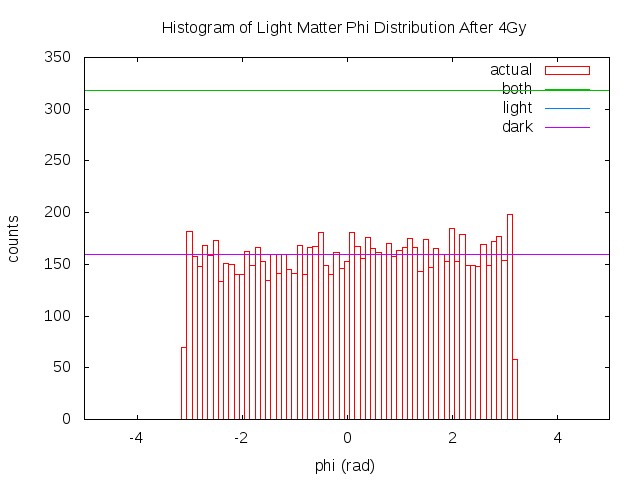 Histogram of Light Matter Phi Distribution After 4Gy
350
300
250
200
150
100
50
0
counts
actual
both
light
dark
-4 -2 0 2 4
phi (rad)